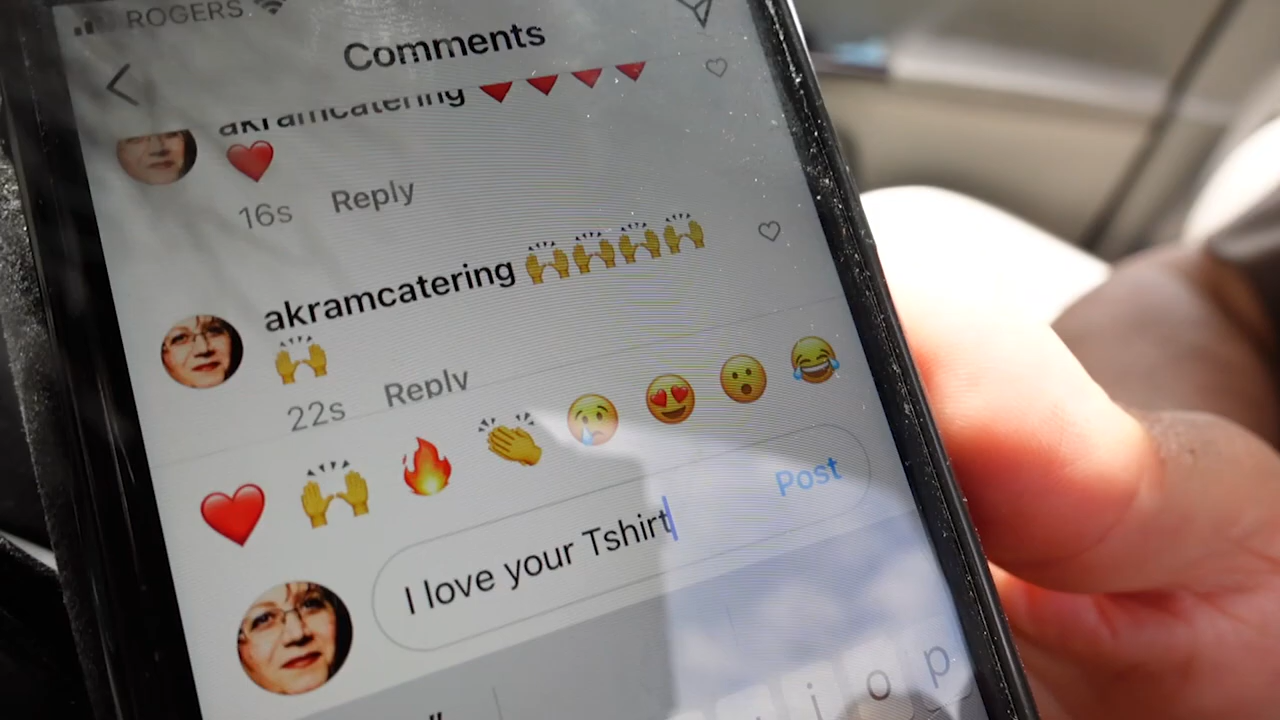 ROGERS
Comments
akramcatering
16s Reply
akramcatering
22s Reply
I love your Tshirt
Post
i o p